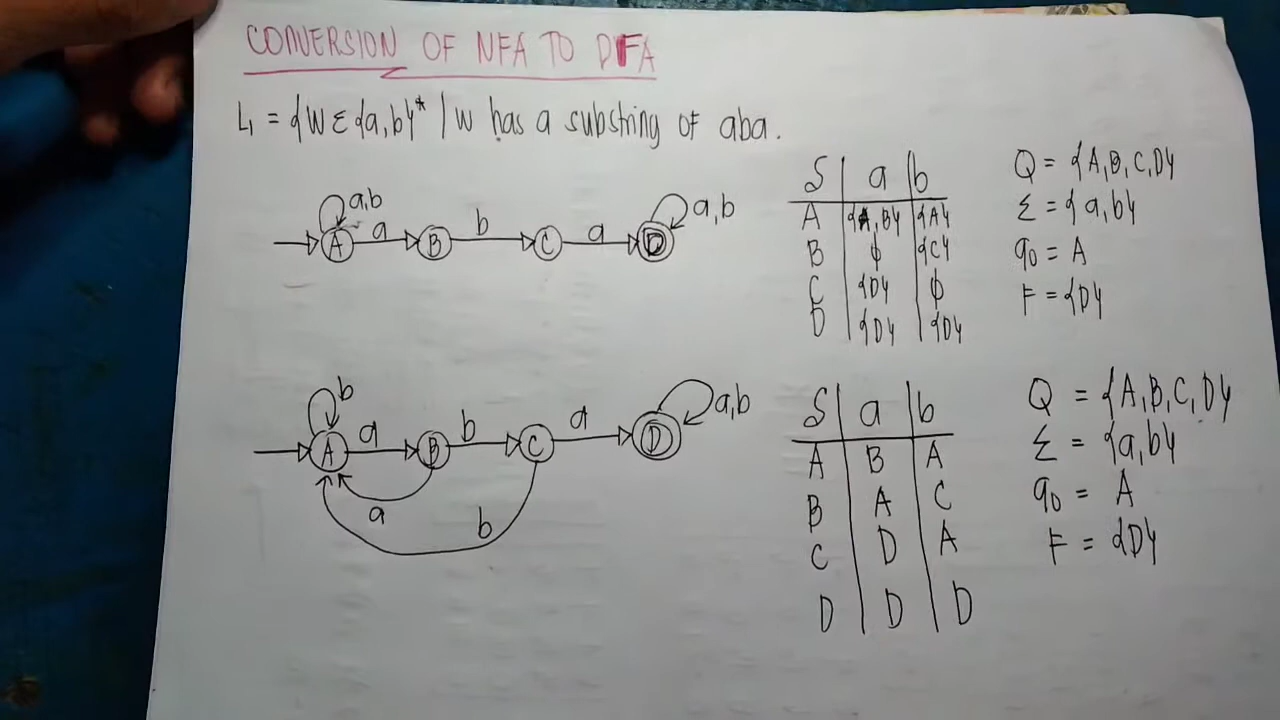 CONVERSION OF NFA TO DFA
L₁ = {W ε {a,b}* | w has a substring of aba.
a,b
a
b
a
a,b
A
B
C
D
S | a | b
A | {A,B} | {A}
B | ϕ | {C}
C | {D} | ϕ
D | {D} | {D}
Q = {A,B,C,D}
Σ = {a,b}
q₀ = A
F = {D}
b
a
b
a
a,b
A
B
C
D
a
b
S | a | b
A | B | A
B | A | C
C | D | A
D | D | D
Q = {A,B,C,D}
Σ = {a,b}
q₀ = A
F = {D}